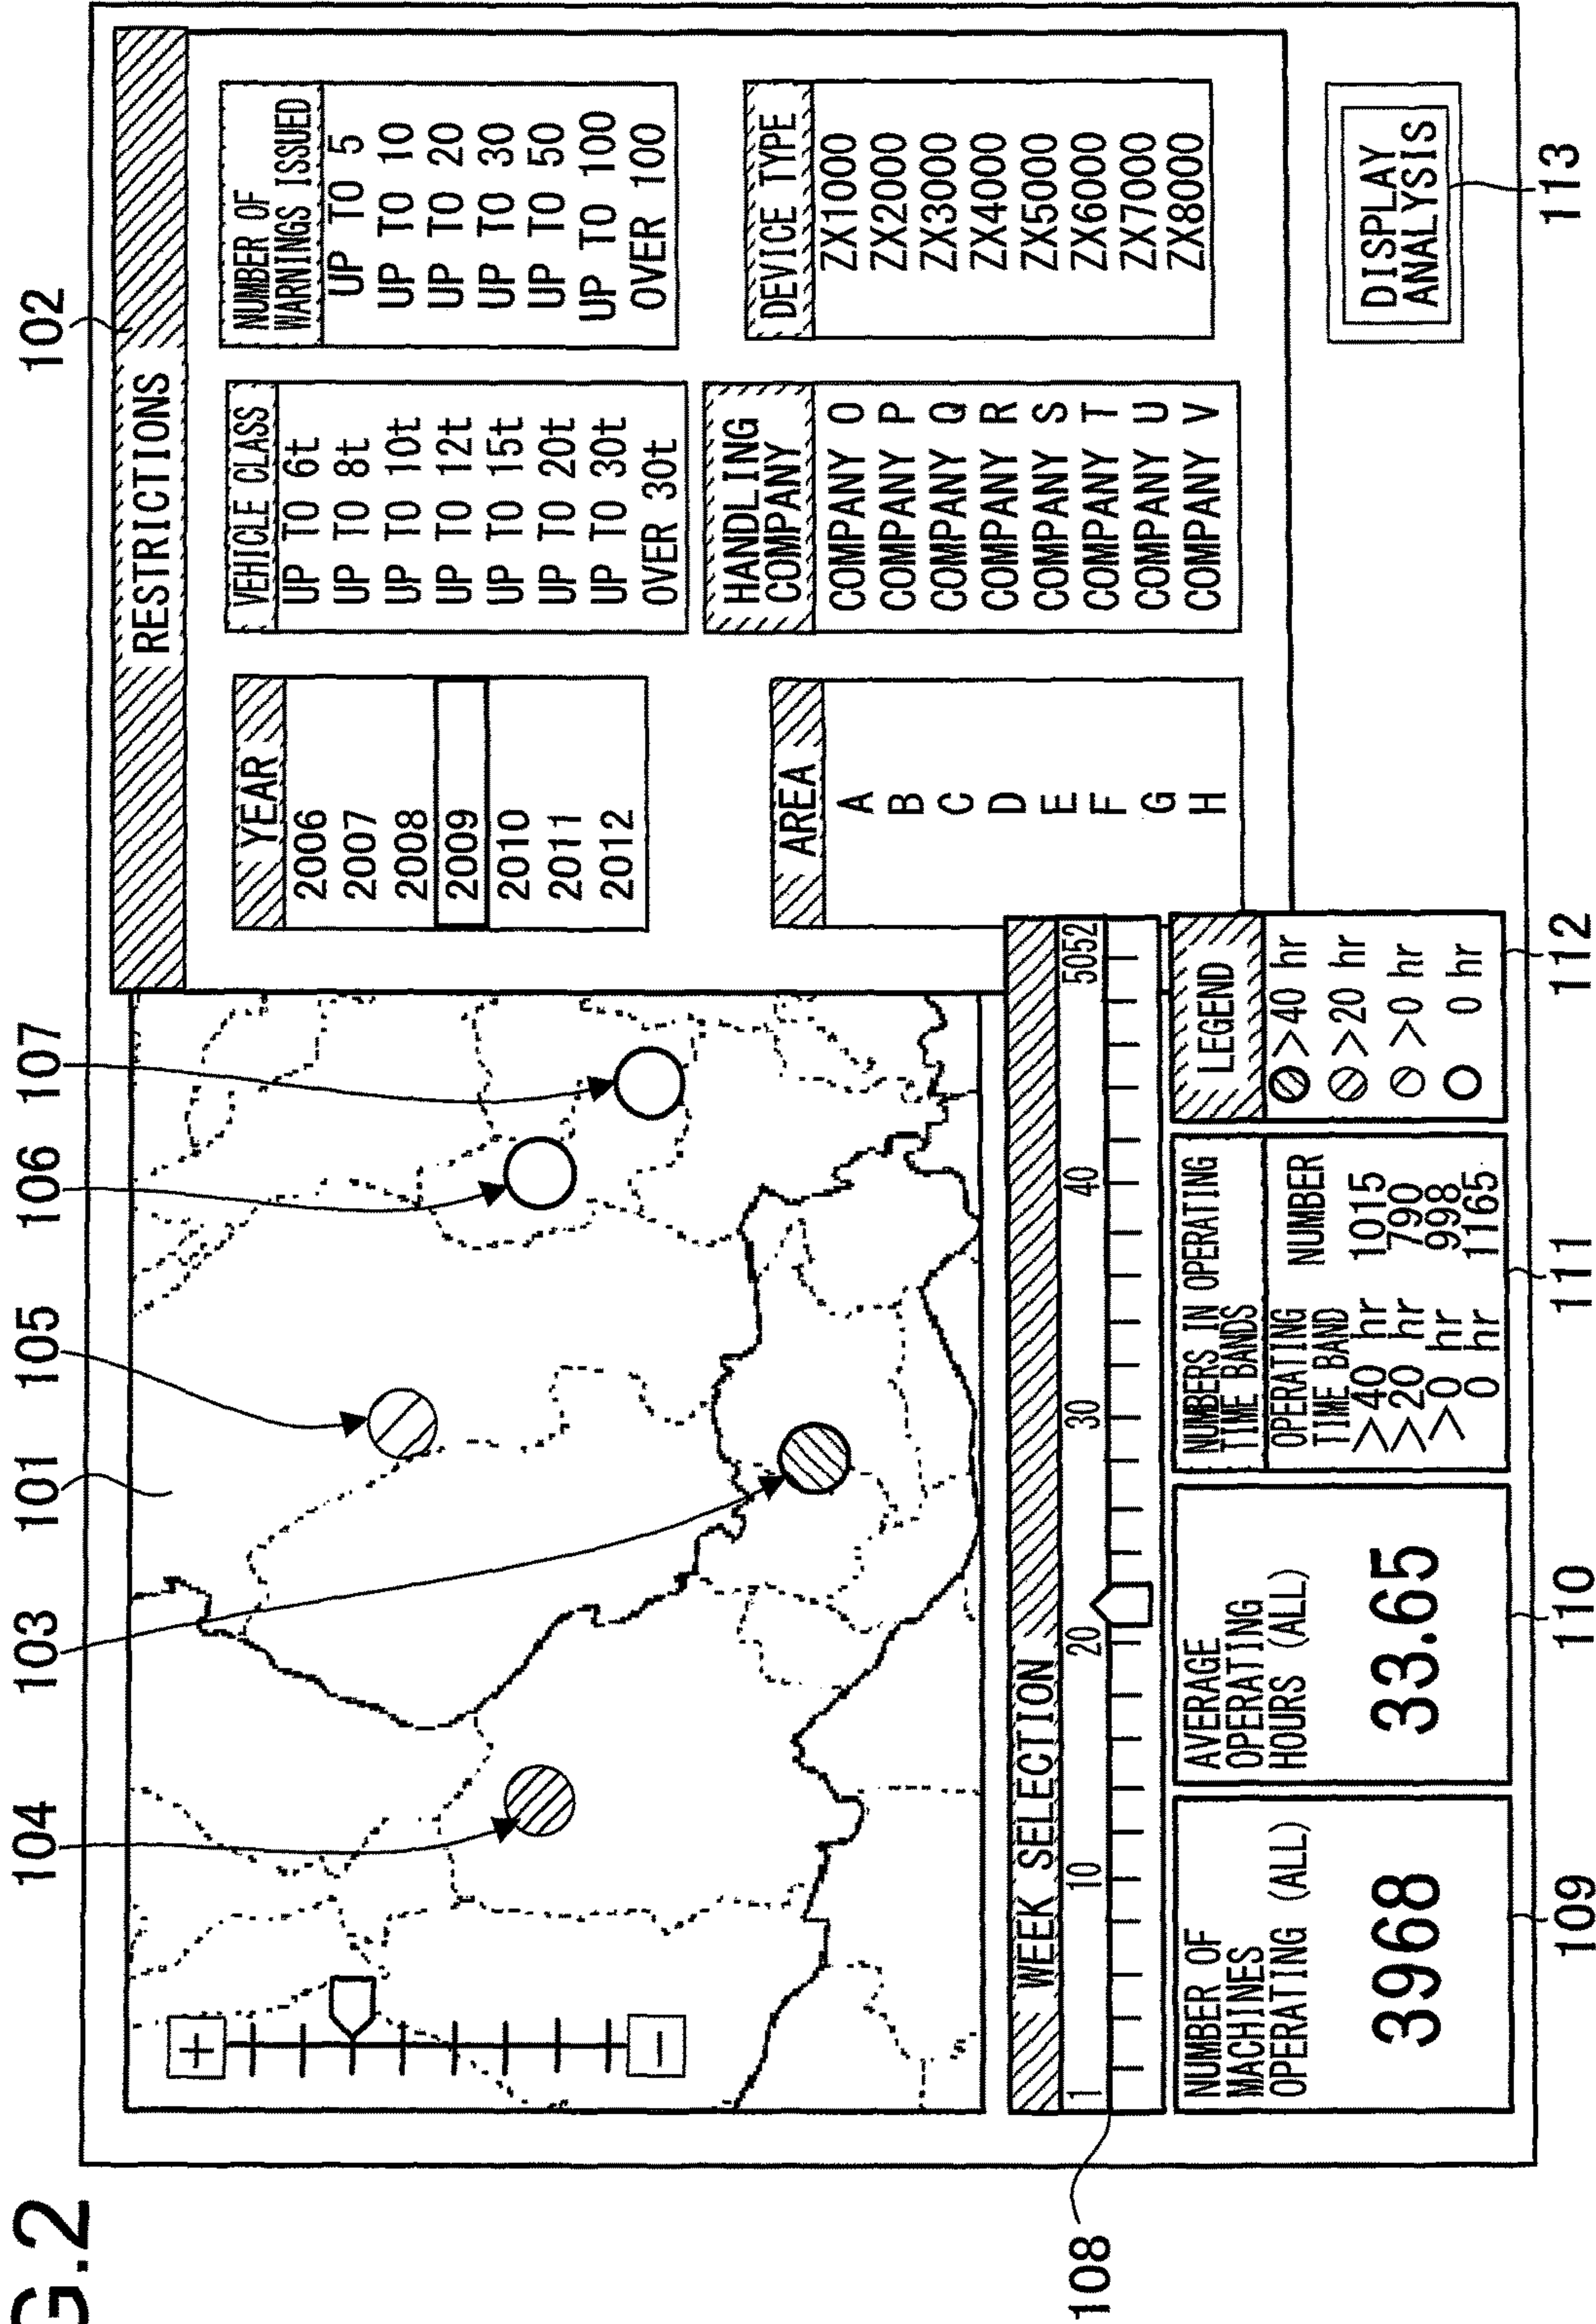 G.2
104
103
101
105
106
107
102
+
−
RESTRICTIONS
YEAR
2006
2007
2008
2009
2010
2011
2012
VEHICLE CLASS
UP TO 6t
UP TO 8t
UP TO 10t
UP TO 12t
UP TO 15t
UP TO 20t
UP TO 30t
OVER 30t
NUMBER OF
WARNINGS ISSUED
UP TO 5
UP TO 10
UP TO 20
UP TO 30
UP TO 50
UP TO 100
OVER 100
AREA
A
B
C
D
E
F
G
H
HANDLING
COMPANY
COMPANY O
COMPANY P
COMPANY Q
COMPANY R
COMPANY S
COMPANY T
COMPANY U
COMPANY V
DEVICE TYPE
ZX1000
ZX2000
ZX3000
ZX4000
ZX5000
ZX6000
ZX7000
ZX8000
WEEK SELECTION
1 10 20 30 40 5052
108
NUMBER OF
MACHINES
OPERATING (ALL)
3968
AVERAGE
OPERATING
HOURS (ALL)
33.65
NUMBERS IN OPERATING
TIME BANDS
OPERATING
TIME BAND NUMBER
>40 hr 1015
>20 hr 790
>0 hr 998
0 hr 1165
LEGEND
>40 hr
>20 hr
>0 hr
0 hr
DISPLAY
ANALYSIS
109
110
111
112
113